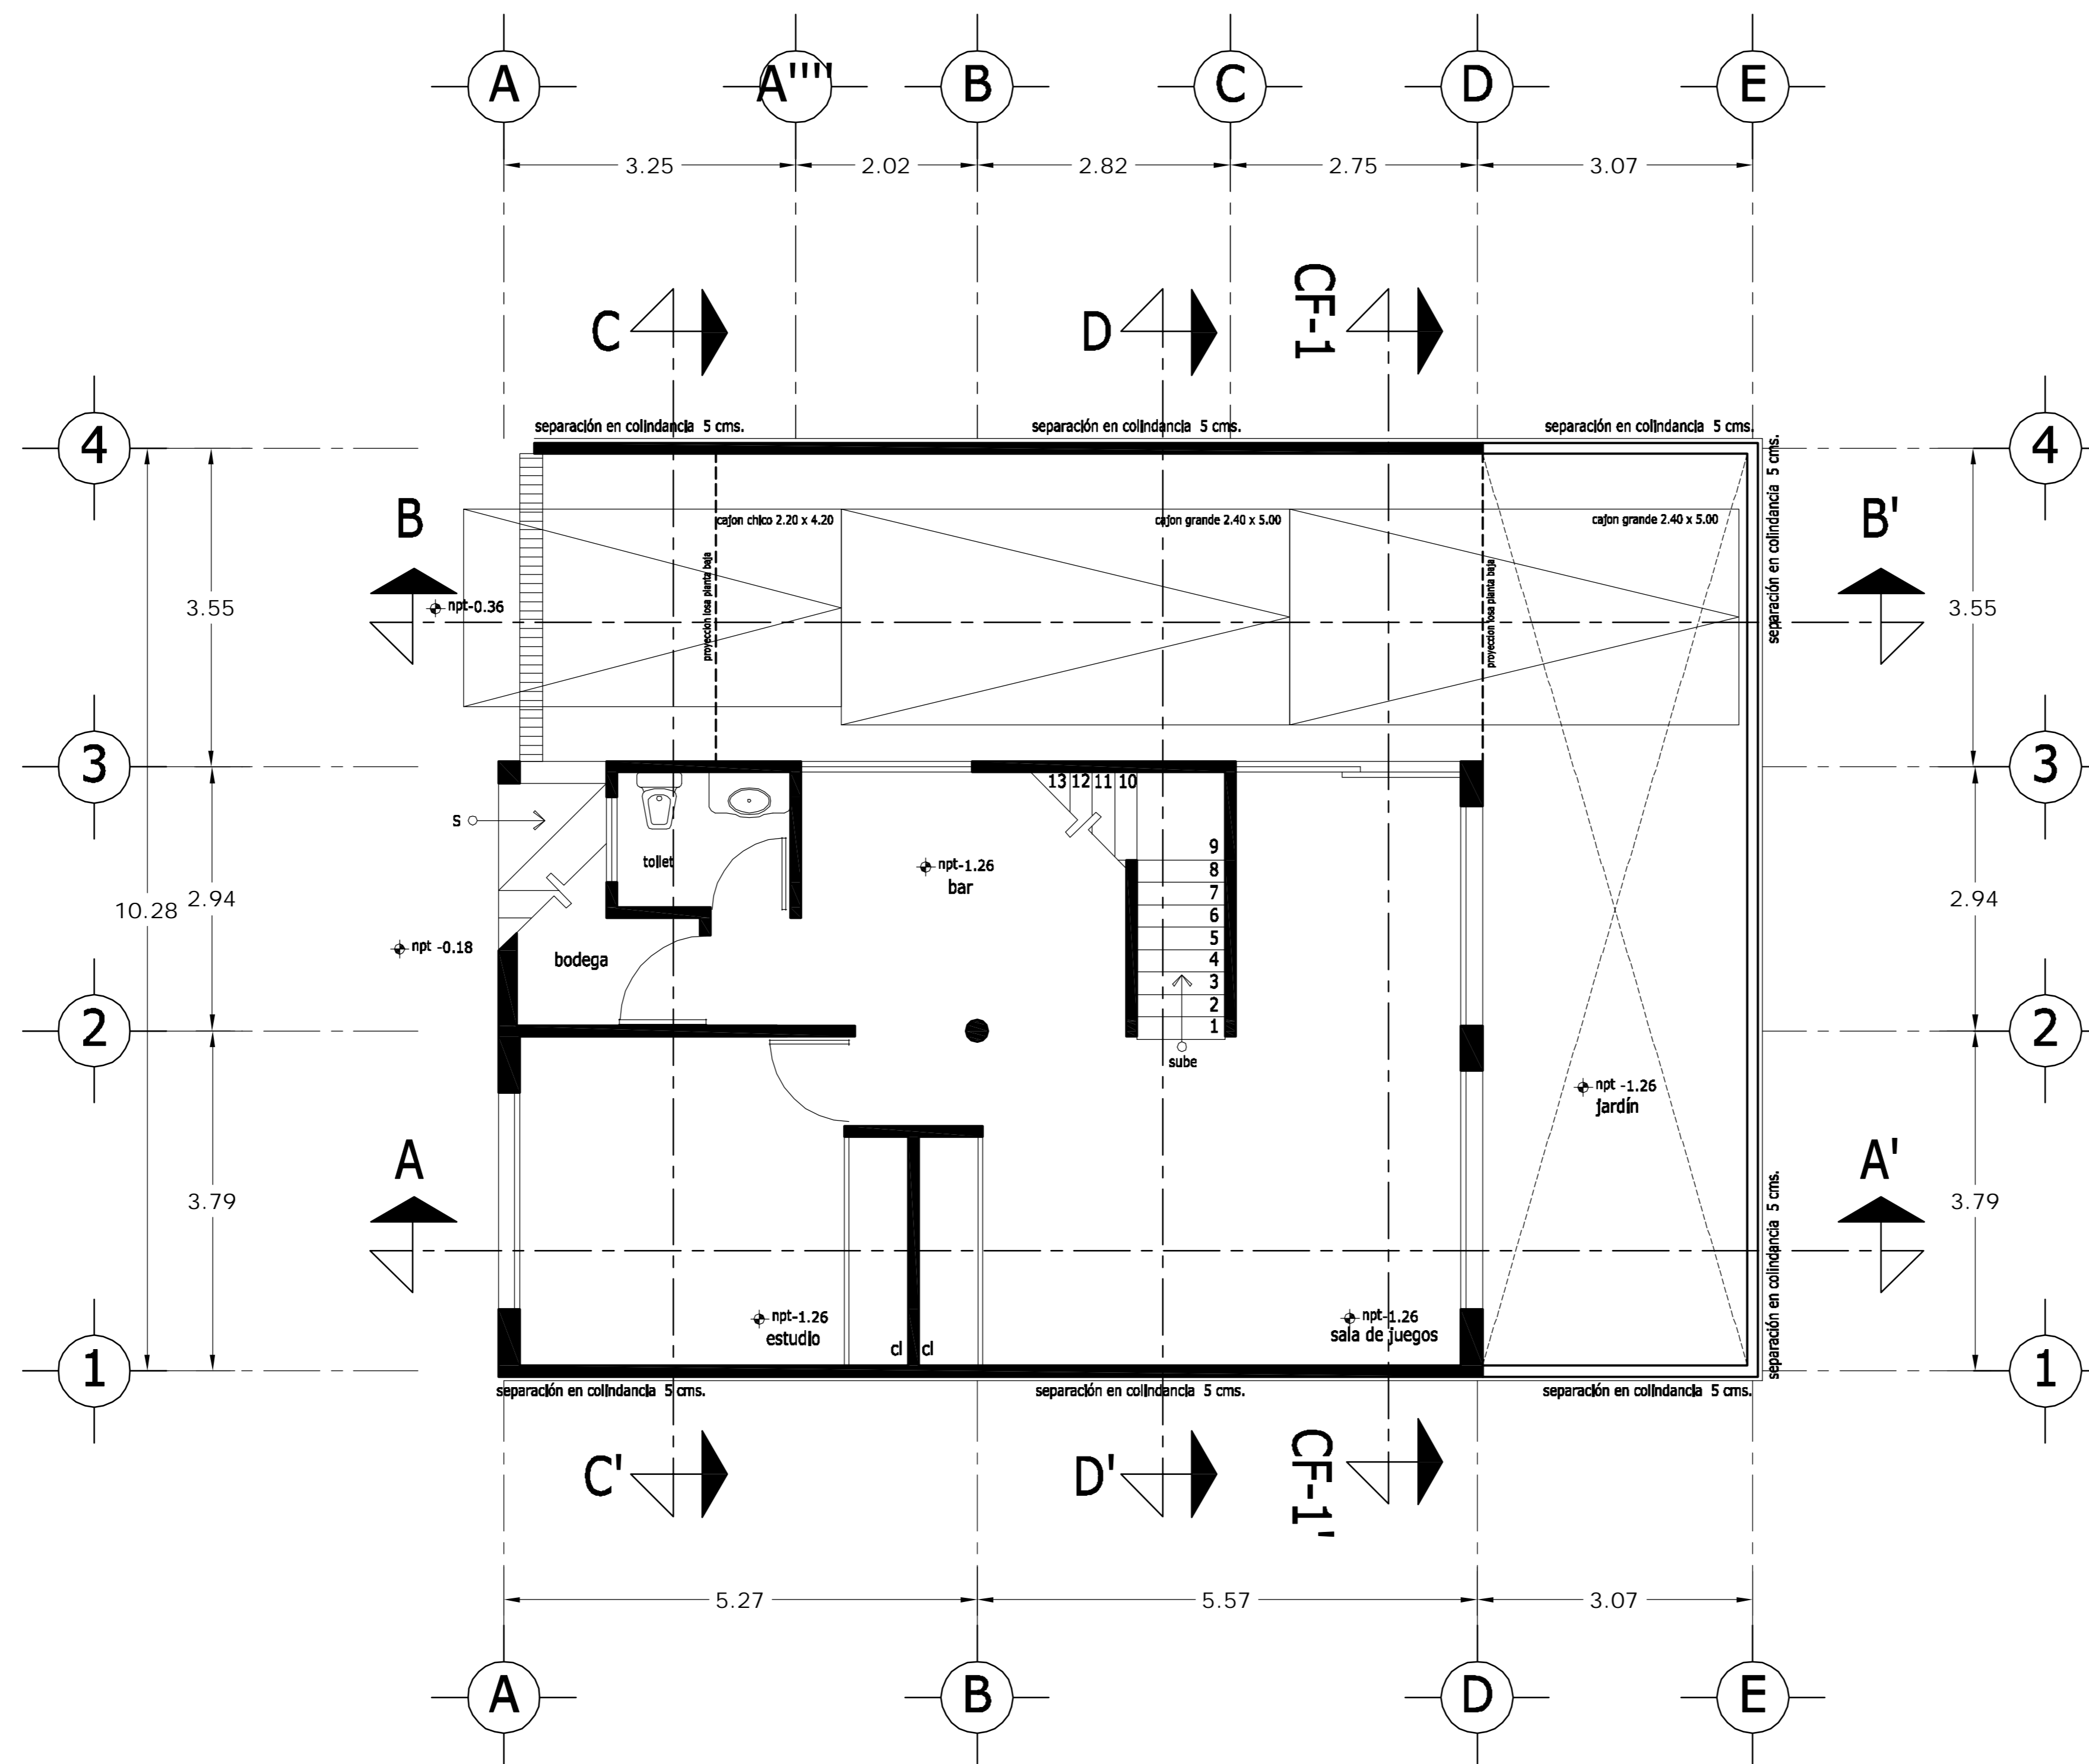 A
A''''
B
C
D
E
3.25
2.02
2.82
2.75
3.07
C
D
CF-1
separación en colindancia 5 cms.
separación en colindancia 5 cms.
separación en colindancia 5 cms.
4
4
separación en colindancia 5 cms.
B
B'
cajon chico 2.20 x 4.20
cajon grande 2.40 x 5.00
cajon grande 2.40 x 5.00
proyeccion losa planta baja
proyeccion losa planta baja
3.55
npt-0.36
3.55
3
3
13 12 11 10
s
toilet
9
8
7
6
5
4
3
2
1
npt-1.26
bar
10.28
2.94
2.94
npt -0.18
bodega
2
2
sube
npt -1.26
jardín
A
A'
3.79
3.79
separación en colindancia 5 cms.
npt-1.26
estudio
cl
cl
npt-1.26
sala de juegos
1
1
separación en colindancia 5 cms.
separación en colindancia 5 cms.
separación en colindancia 5 cms.
C'
D'
CF-1'
5.27
5.57
3.07
A
B
D
E